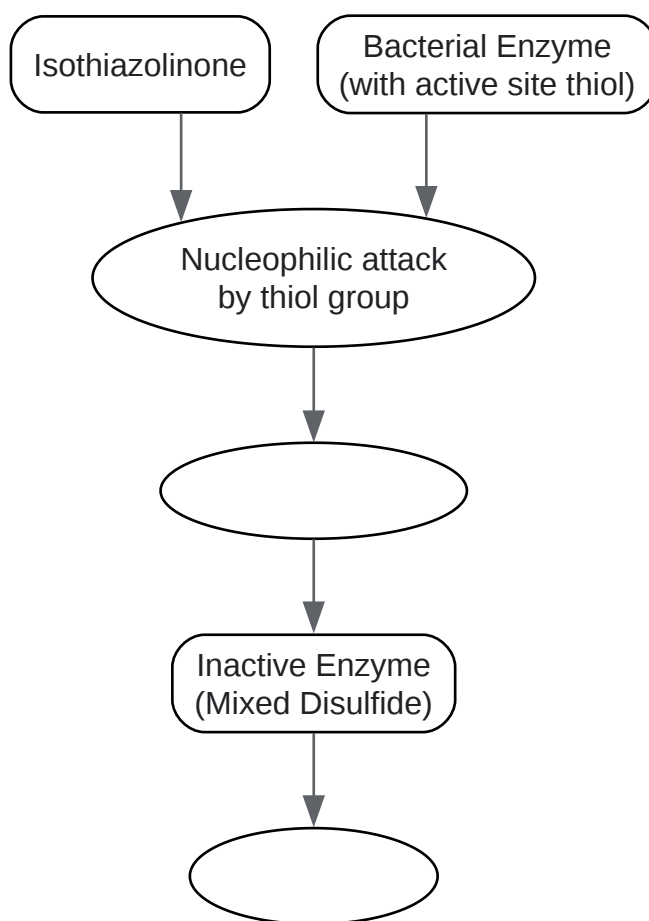 Isothiazolinone
Bacterial Enzyme
(with active site thiol)
Nucleophilic attack
by thiol group
Inactive Enzyme
(Mixed Disulfide)